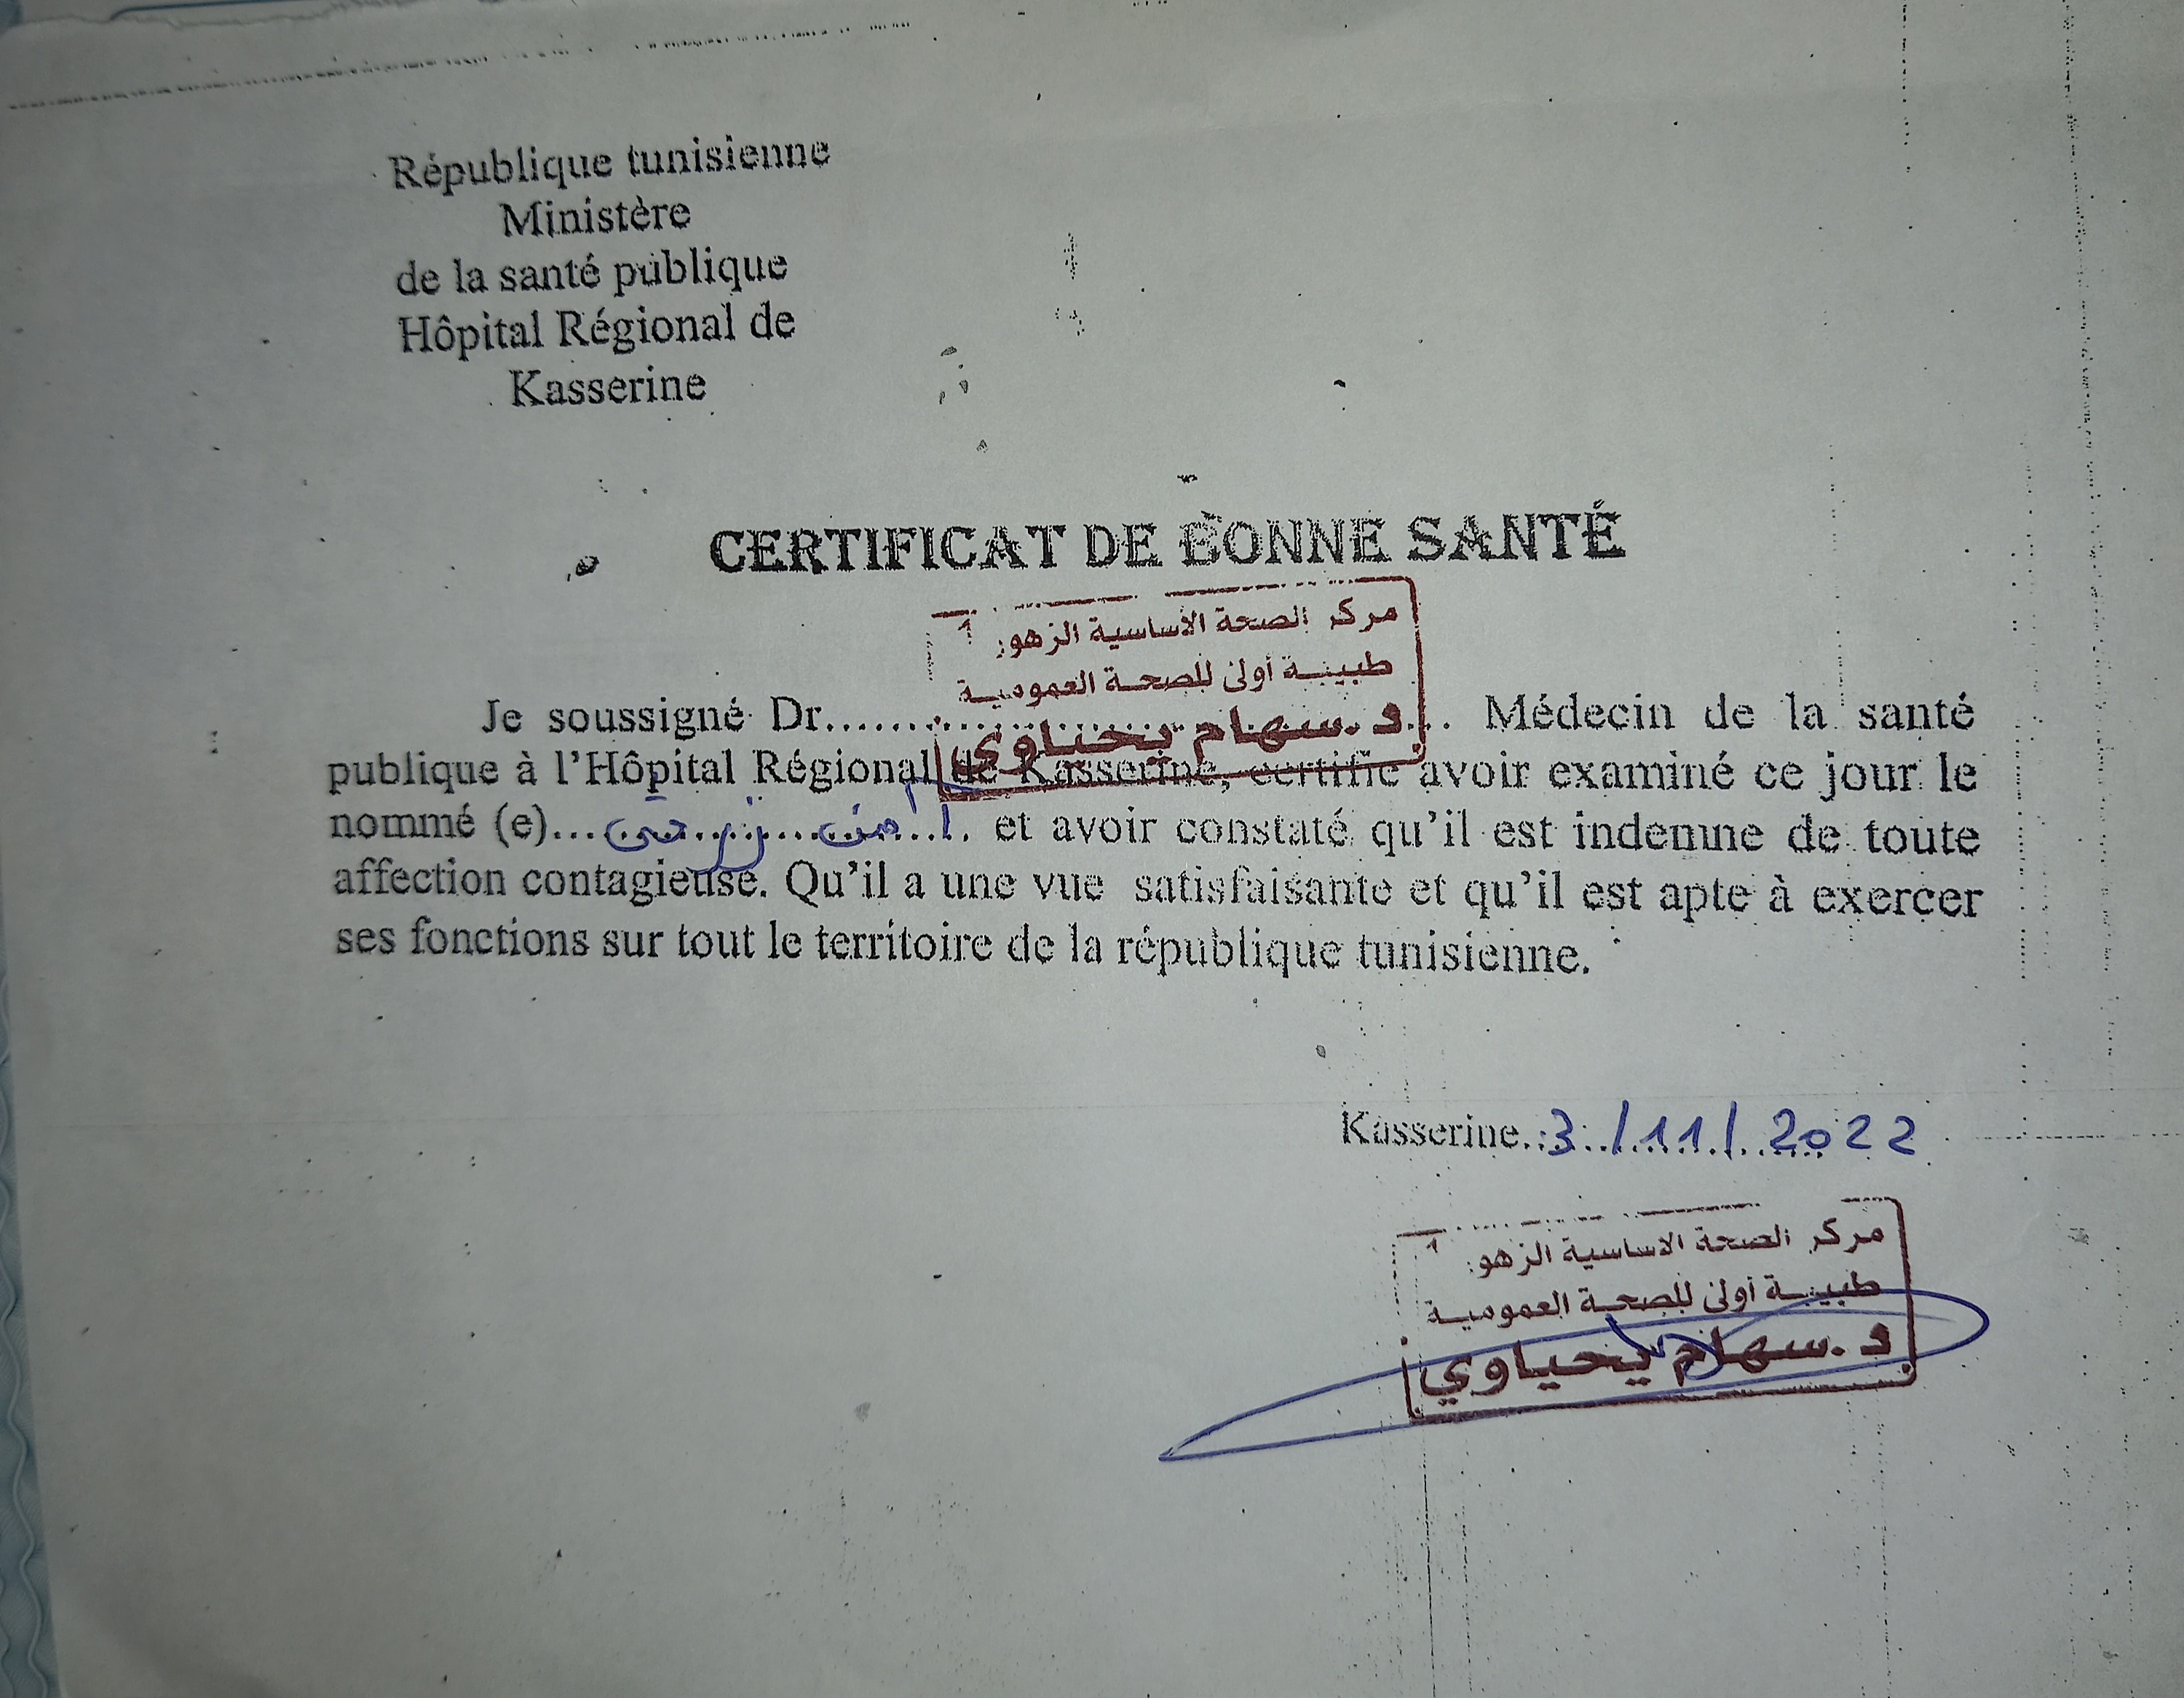 République tunisienne
Ministère
de la santé publique
Hôpital Régional de
Kasserine
CERTIFICAT DE BONNE SANTÉ
مركز الصحة الأساسية الزهور 1
طبيبة أولى للصحة العمومية
د. سهام يحياوي
Je soussigné Dr.................................... Médecin de la santé
publique à l'Hôpital Régional de Kasserine, certifie avoir examiné ce jour le
nommé (e)... et avoir constaté qu'il est indemne de toute
affection contagieuse. Qu'il a une vue satisfaisante et qu'il est apte à exercer
ses fonctions sur tout le territoire de la république tunisienne.
Kasserine. 3/11/2022
مركز الصحة الاساسية الزهور 1
طبيبة أولى للصحة العمومية
د. سهام يحياوي